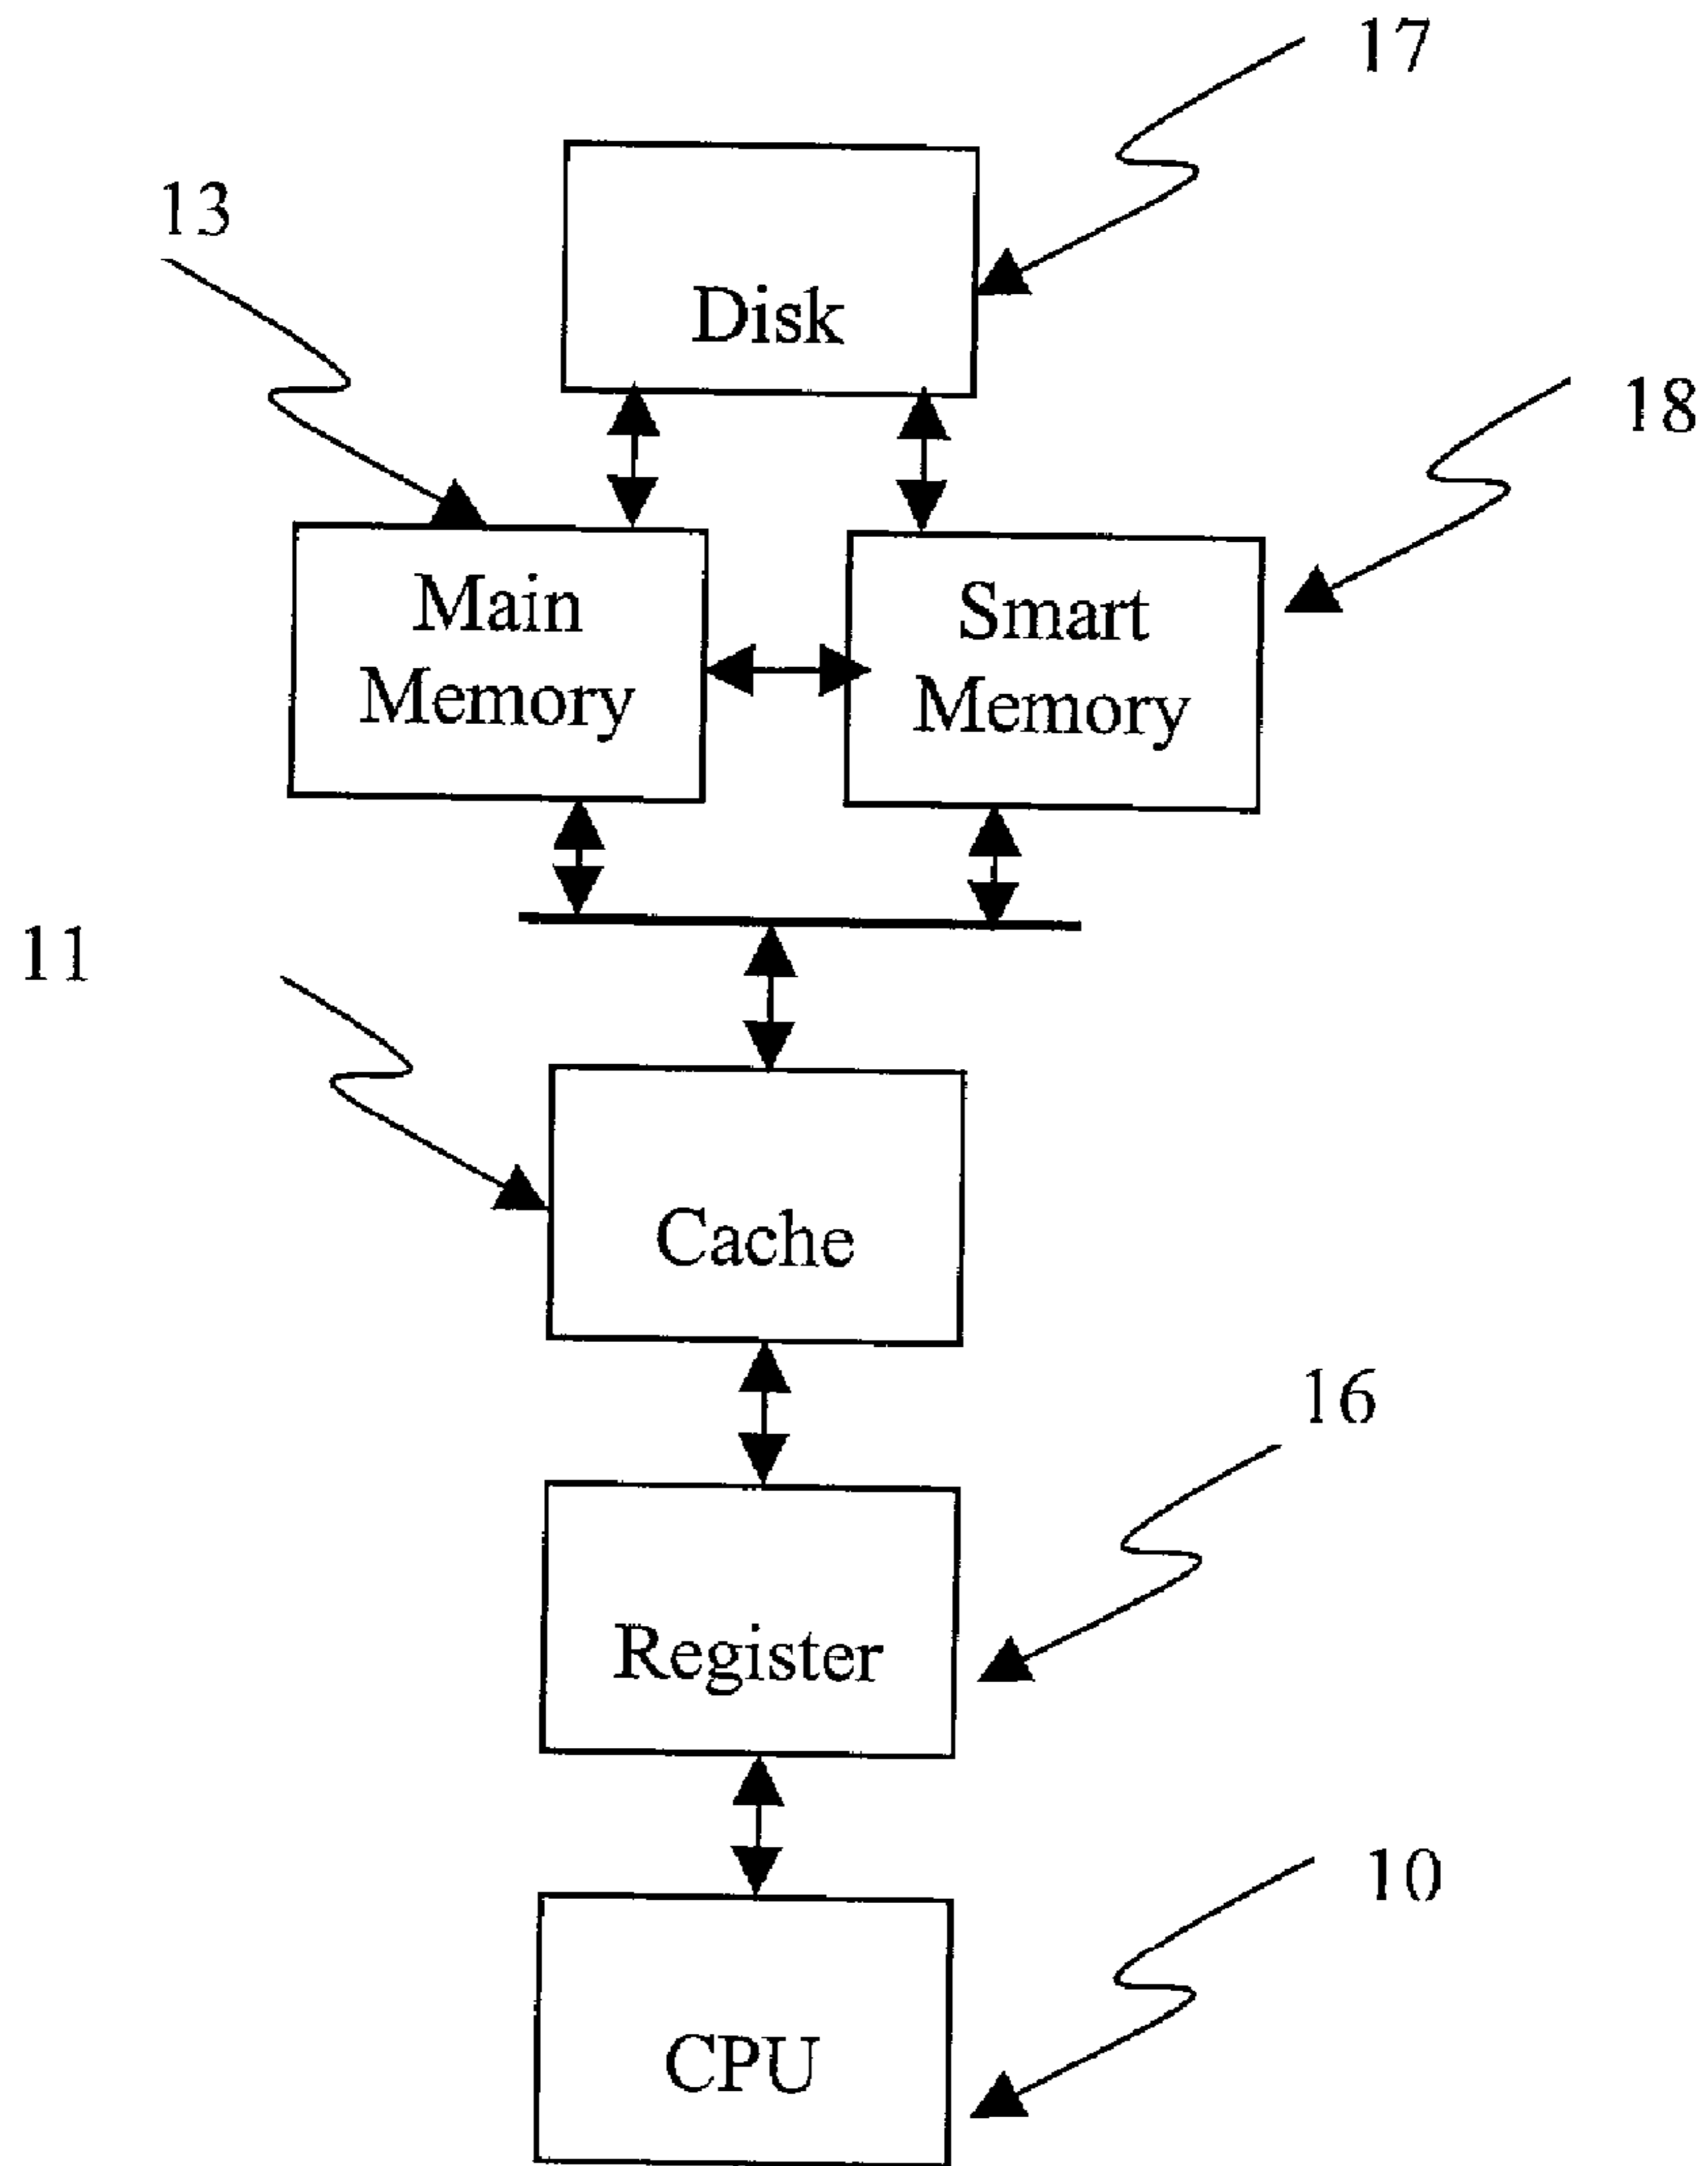 17
13
Disk
18
Main
Memory
Smart
Memory
11
Cache
16
Register
10
CPU